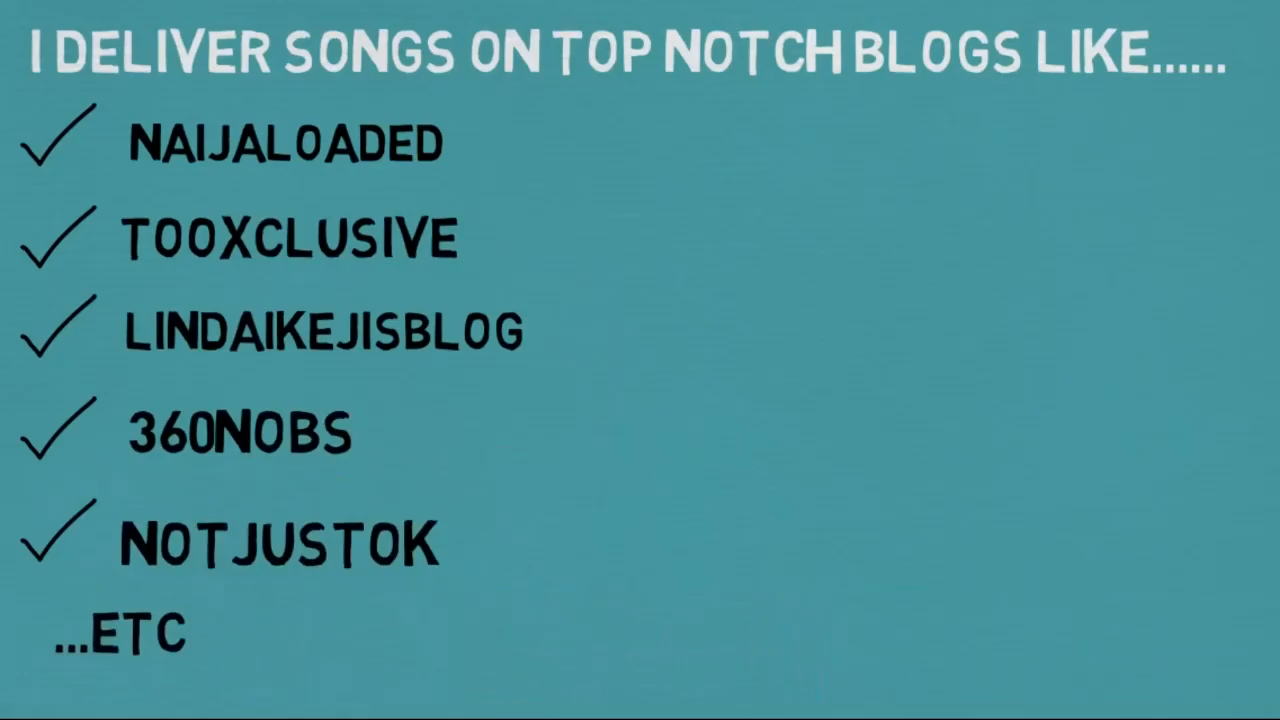 I DELIVER SONGS ON TOP NOTCH BLOGS LIKE......
NAIJALOADED
TOOXCLUSIVE
LINDAIKEJISBLOG
360NOBS
NOTJUSTOK
...ETC